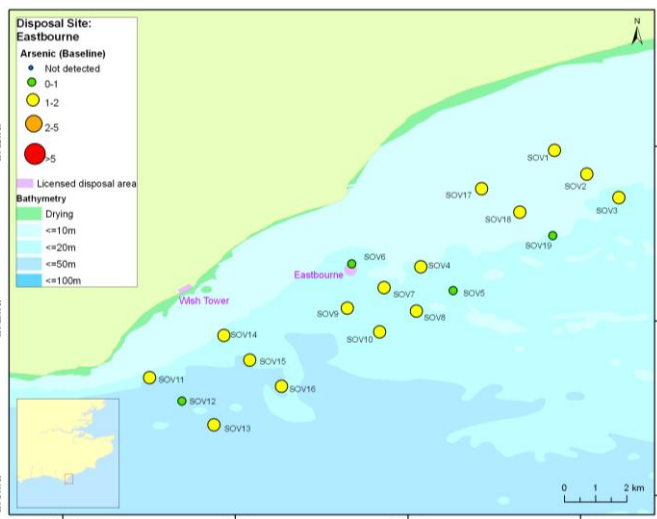 Disposal Site:
Eastbourne
Arsenic (Baseline)
Not detected
0-1
1-2
2-5
>5
Licensed disposal area
Bathymetry
Drying
<=10m
<=20m
<=50m
<=100m
N
SOV1
SOV2
SOV17
SOV3
SOV18
SOV19
SOV6
SOV4
Eastbourne
SOV5
SOV7
Wish Tower
SOV9
SOV8
SOV14
SOV10
SOV15
SOV11
SOV16
SOV12
SOV13
0 1 2 km